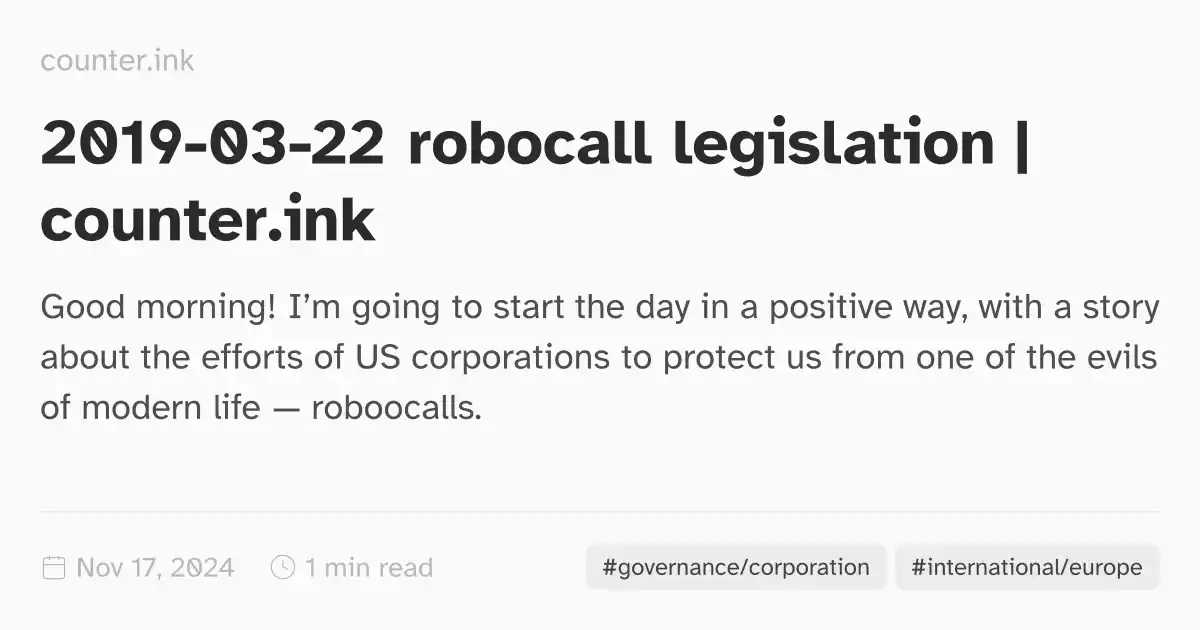 counter.ink
2019-03-22 robocall legislation |
counter.ink
Good morning! I’m going to start the day in a positive way, with a story
about the efforts of US corporations to protect us from one of the evils
of modern life — roboocalls.
Nov 17, 2024 1 min read #governance/corporation #international/europe